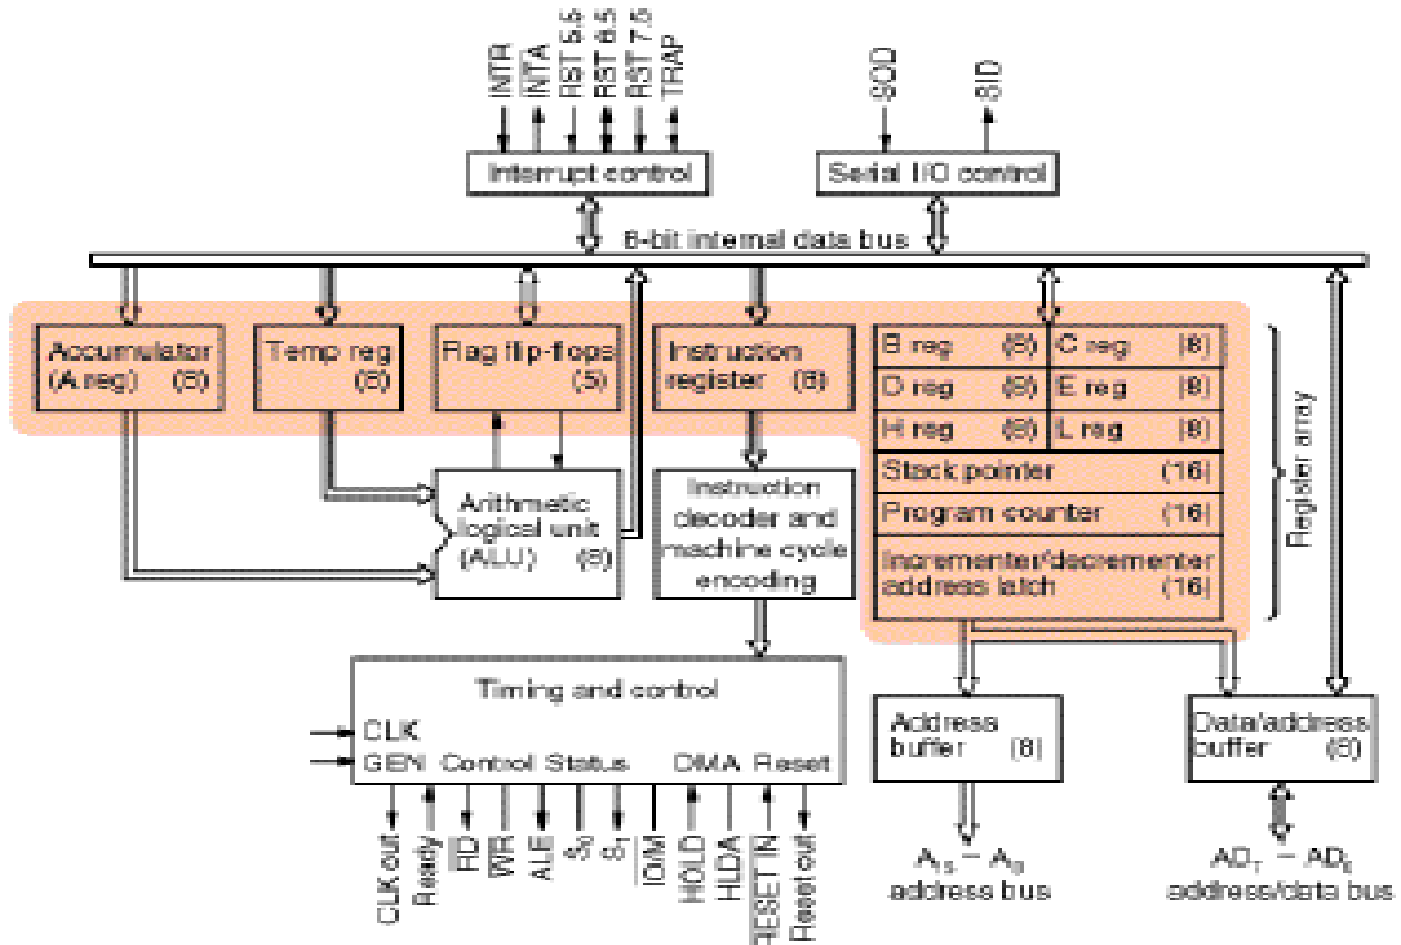 INTR
INTA
RST 5.5
RST 6.5
RST 7.5
TRAP
SOD
SID
Interrupt control
Serial I/O control
8-bit internal data bus
Accumulator
(A reg) (8)
Temp reg
(8)
Flag flip-flops
(5)
Instruction
register (8)
B reg (8) C reg (8)
D reg (8) E reg (8)
H reg (8) L reg (8)
Stack pointer (16)
Program counter (16)
Incrementer/decrementer
address latch (16)
Register array
Arithmetic
logical unit
(ALU) (8)
Instruction
decoder and
machine cycle
encoding
Timing and control
CLK
GEN Control Status DMA Reset
CLK out
Ready
RD
WR
ALE
S0
S1
IO/M
HOLD
HLDA
RESET IN
Reset out
Address
buffer (8)
Data/address
buffer (8)
A15 – A8
address bus
AD7 – AD0
address/data bus